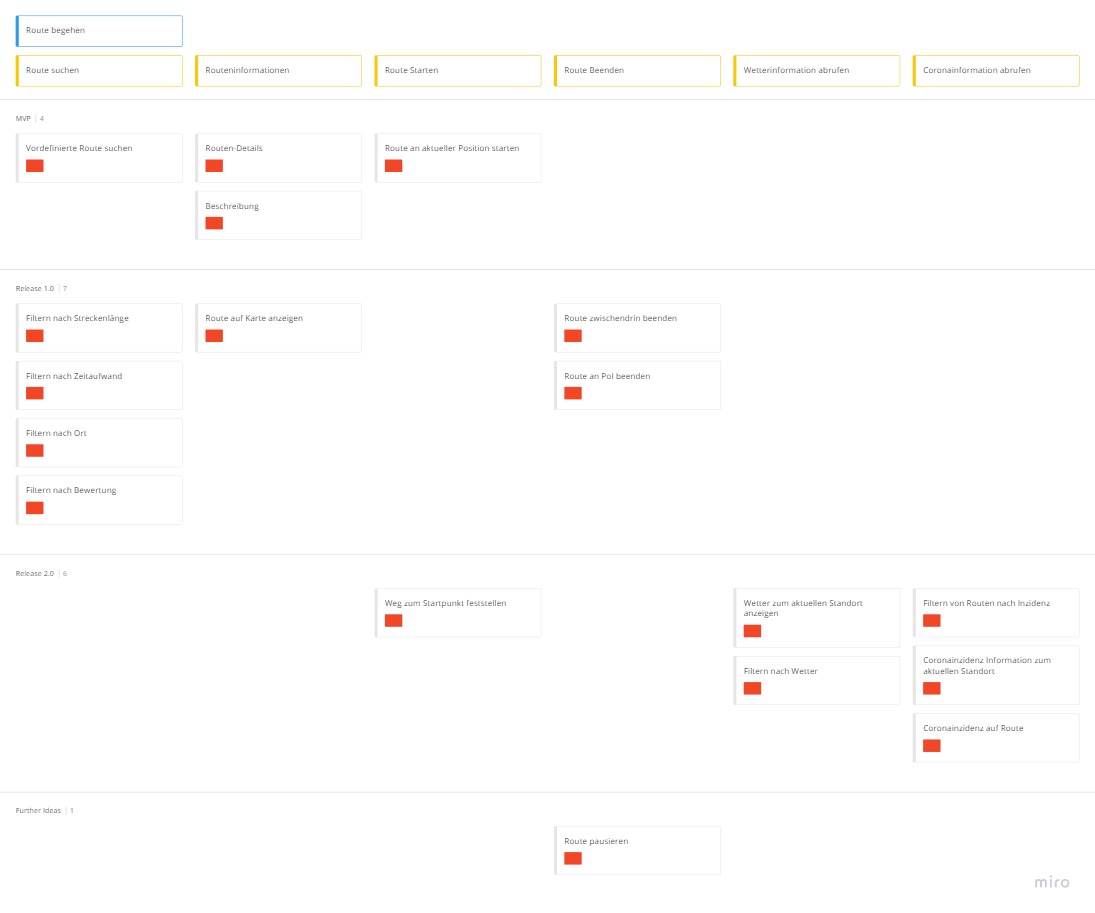 Route begehen
Route suchen
Routeninformationen
Route Starten
Route Beenden
Wetterinformation abrufen
Coronainformation abrufen
MVP | 4
Vordefinierte Route suchen
Routen-Details
Route an aktueller Position starten
Beschreibung
Release 1.0 | 7
Filtern nach Streckenlänge
Route auf Karte anzeigen
Route zwischendrin beenden
Filtern nach Zeitaufwand
Route an PoI beenden
Filtern nach Ort
Filtern nach Bewertung
Release 2.0 | 6
Weg zum Startpunkt feststellen
Wetter zum aktuellen Standort
anzeigen
Filtern von Routen nach Inzidenz
Filtern nach Wetter
Coronainzidenz Information zum
aktuellen Standort
Coronainzidenz auf Route
Further Ideas | 1
Route pausieren
miro